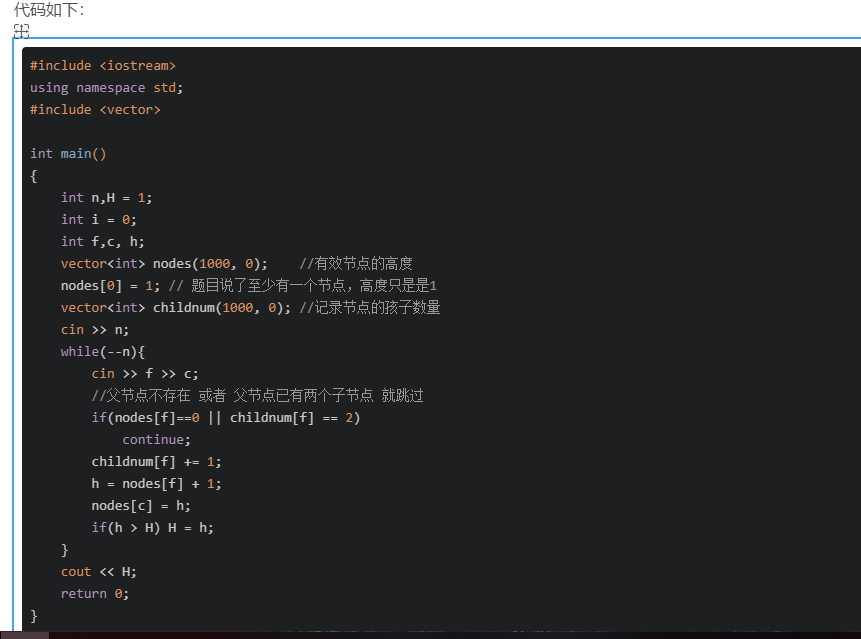 代码如下：
#include <iostream>
using namespace std;
#include <vector>
int main()
{
    int n,H = 1;
    int i = 0;
    int f,c, h;
    vector<int> nodes(1000, 0);    //有效节点的高度
    nodes[0] = 1; // 题目说了至少有一个节点，高度只是是1
    vector<int> childnum(1000, 0); //记录节点的孩子数量
    cin >> n;
    while(--n){
        cin >> f >> c;
        //父节点不存在 或者 父节点已有两个子节点 就跳过
        if(nodes[f]==0 || childnum[f] == 2)
            continue;
        childnum[f] += 1;
        h = nodes[f] + 1;
        nodes[c] = h;
        if(h > H) H = h;
    }
    cout << H;
    return 0;
}